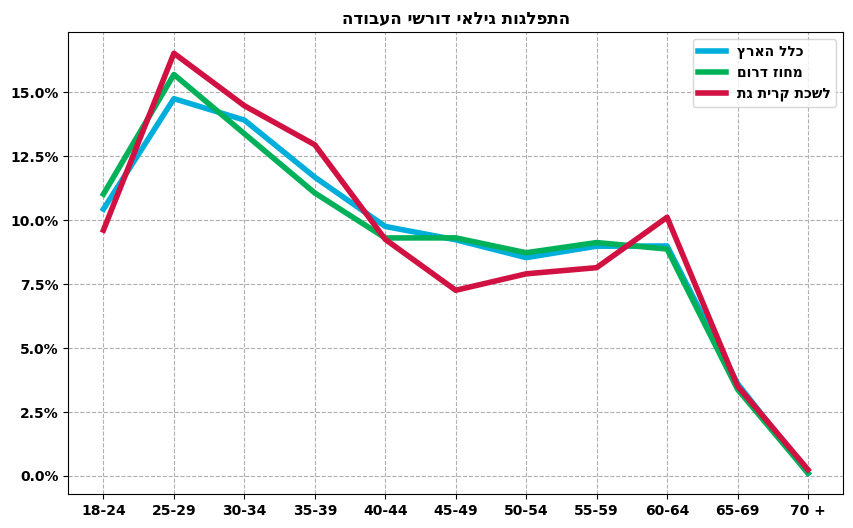 התפלגות גילאי דורשי העבודה
כלל הארץ
מחוז דרום
לשכת קרית גת
15.0%
12.5%
10.0%
7.5%
5.0%
2.5%
0.0%
18-24 25-29 30-34 35-39 40-44 45-49 50-54 55-59 60-64 65-69 70 +